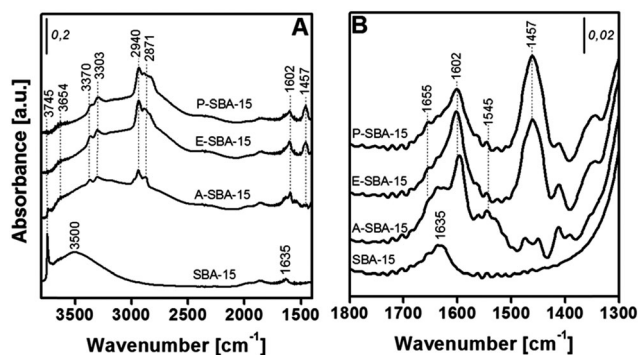 A
0,2
3745
3654
3370
3303
2940
2871
1602
1457
P-SBA-15
E-SBA-15
A-SBA-15
3500
SBA-15
1635
Absorbance [a.u.]
3500 3000 2500 2000 1500
Wavenumber [cm⁻¹]
B
0,02
1655
1602
1545
1457
P-SBA-15
E-SBA-15
A-SBA-15
1635
SBA-15
1800 1700 1600 1500 1400 1300
Wavenumber [cm⁻¹]